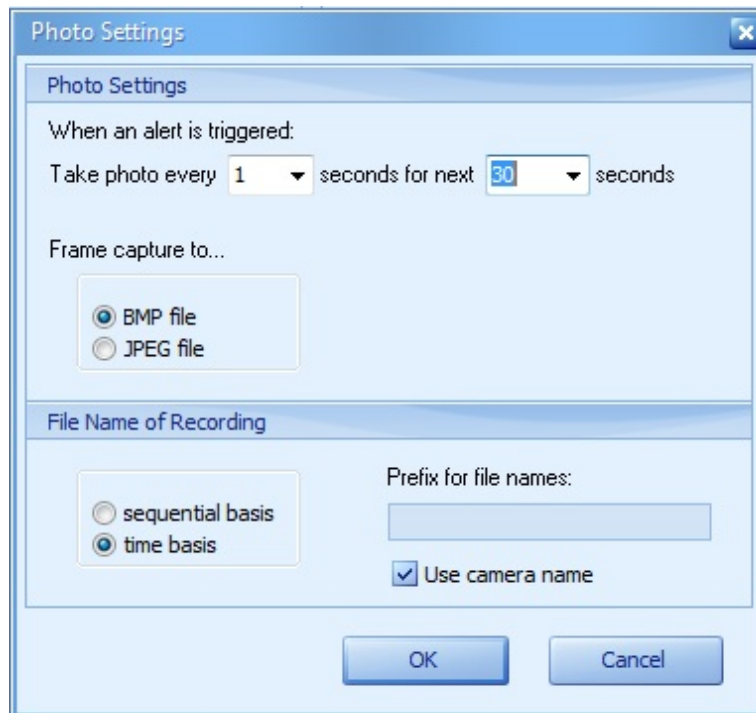 Photo Settings
Photo Settings
When an alert is triggered:
Take photo every 1 seconds for next 30 seconds
Frame capture to...
BMP file
JPEG file
File Name of Recording
sequential basis
time basis
Prefix for file names:
Use camera name
OK
Cancel